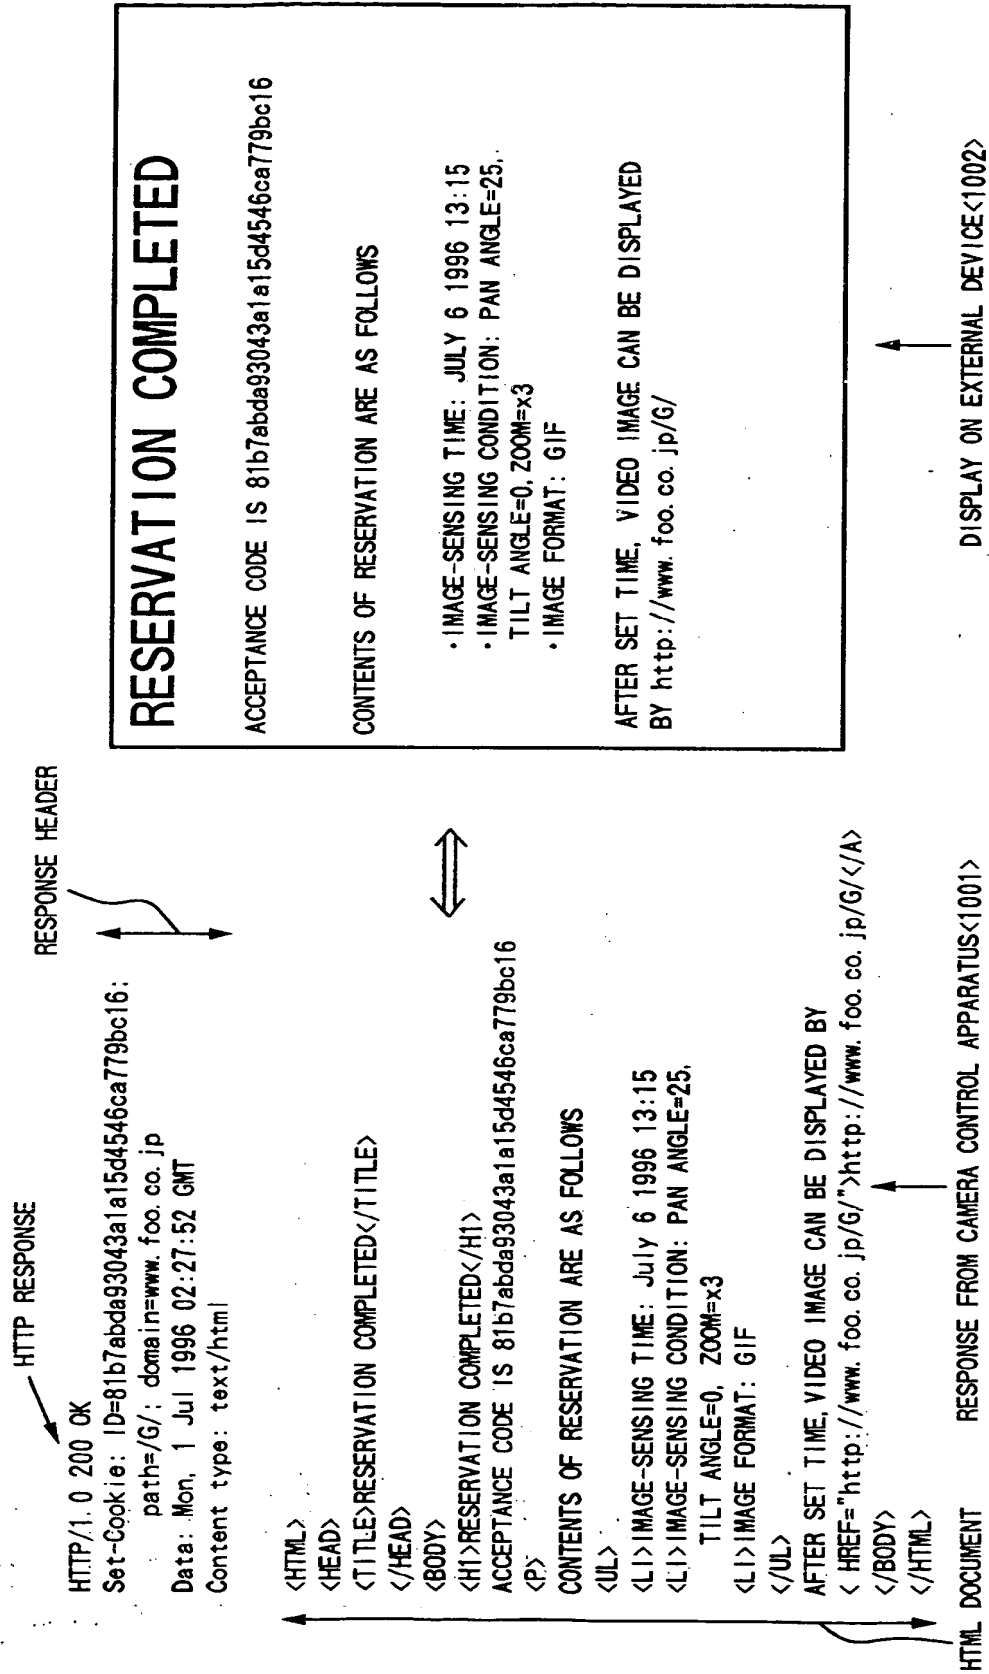 HTTP RESPONSE
RESPONSE HEADER
HTTP/1.0 200 OK
Set-Cookie: ID=81b7abda93043a1a15d4546ca779bc16:
path=/G/; domain=www.foo.co.jp
Data: Mon, 1 Jul 1996 02:27:52 GMT
Content type: text/html
<HTML>
<HEAD>
<TITLE>RESERVATION COMPLETED</TITLE>
</HEAD>
<BODY>
<H1>RESERVATION COMPLETED</H1>
ACCEPTANCE CODE IS 81b7abda93043a1a15d4546ca779bc16
<P>
CONTENTS OF RESERVATION ARE AS FOLLOWS
<UL>
<LI>IMAGE-SENSING TIME: July 6 1996 13:15
<LI>IMAGE-SENSING CONDITION: PAN ANGLE=25,
TILT ANGLE=0, ZOOM=x3
<LI>IMAGE FORMAT: GIF
</UL>
AFTER SET TIME, VIDEO IMAGE CAN BE DISPLAYED BY
< HREF="http://www.foo.co.jp/G/">http://www.foo.co.jp/G/</A>
</BODY>
</HTML>
HTML DOCUMENT
RESPONSE FROM CAMERA CONTROL APPARATUS<1001>
RESERVATION COMPLETED
ACCEPTANCE CODE IS 81b7abda93043a1a15d4546ca779bc16
CONTENTS OF RESERVATION ARE AS FOLLOWS
・IMAGE-SENSING TIME: JULY 6 1996 13:15
・IMAGE-SENSING CONDITION: PAN ANGLE=25,
TILT ANGLE=0, ZOOM=x3
・IMAGE FORMAT: GIF
AFTER SET TIME, VIDEO IMAGE CAN BE DISPLAYED
BY http://www.foo.co.jp/G/
DISPLAY ON EXTERNAL DEVICE<1002>